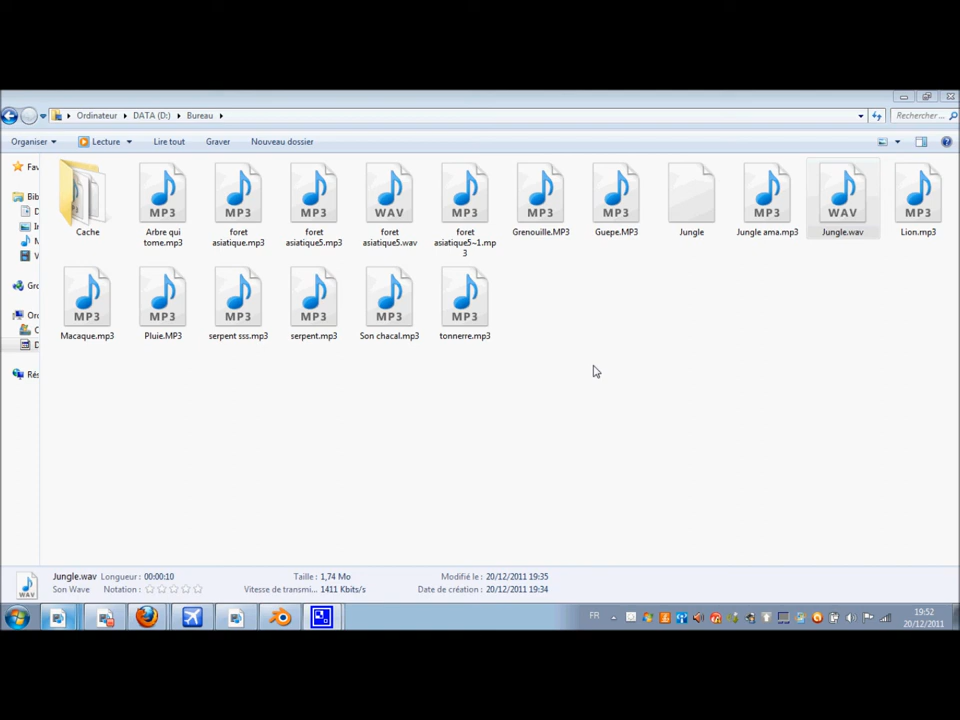 Ordinateur DATA (D:) Bureau
Rechercher ...
Organiser Lecture Lire tout Graver Nouveau dossier
Fav
Bib
D
M
V
Gro
Ord
C
D
Rés
Cache
MP3
Arbre qui
tome.mp3
MP3
foret
asiatique.mp3
MP3
foret
asiatique5.mp3
WAV
foret
asiatique5.wav
MP3
foret
asiatique5~1.mp
3
MP3
Grenouille.MP3
MP3
Guepe.MP3
Jungle
MP3
Jungle ama.mp3
WAV
Jungle.wav
MP3
Lion.mp3
MP3
Macaque.mp3
MP3
Pluie.MP3
MP3
serpent sss.mp3
MP3
serpent.mp3
MP3
Son chacal.mp3
MP3
tonnerre.mp3
WAV
Jungle.wav Longueur: 00:00:10 Taille : 1,74 Mo Modifié le : 20/12/2011 19:35
Son Wave Notation : Vitesse de transmi... 1411 Kbits/s Date de création : 20/12/2011 19:34
FR
19:52
20/12/2011